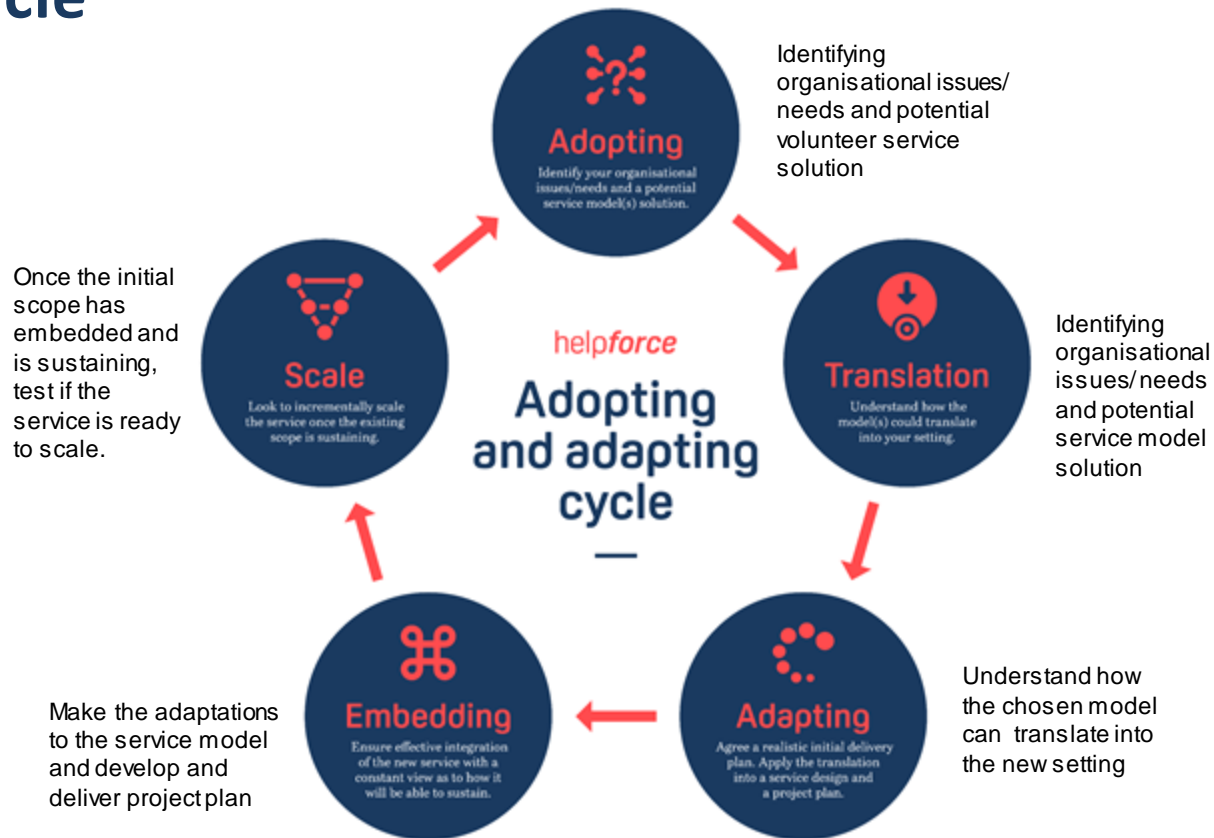 cle
Adopting
Identify your organisational
issues/needs and a potential
service model(s) solution.
Identifying
organisational issues/
needs and potential
volunteer service
solution
Translation
Understand how the
model(s) could translate
into your setting.
Identifying
organisational
issues/needs
and potential
service model
solution
Adapting
Agree a realistic initial delivery
plan. Apply the translation
into a service design and
a project plan.
Understand how
the chosen model
can translate into
the new setting
Embedding
Ensure effective integration
of the new service with a
constant view as to how it
will be able to sustain.
Make the adaptations
to the service model
and develop and
deliver project plan
Scale
Look to incrementally scale
the service once the existing
scope is sustaining.
Once the initial
scope has
embedded and
is sustaining,
test if the
service is ready
to scale.
helpforce
Adopting
and adapting
cycle